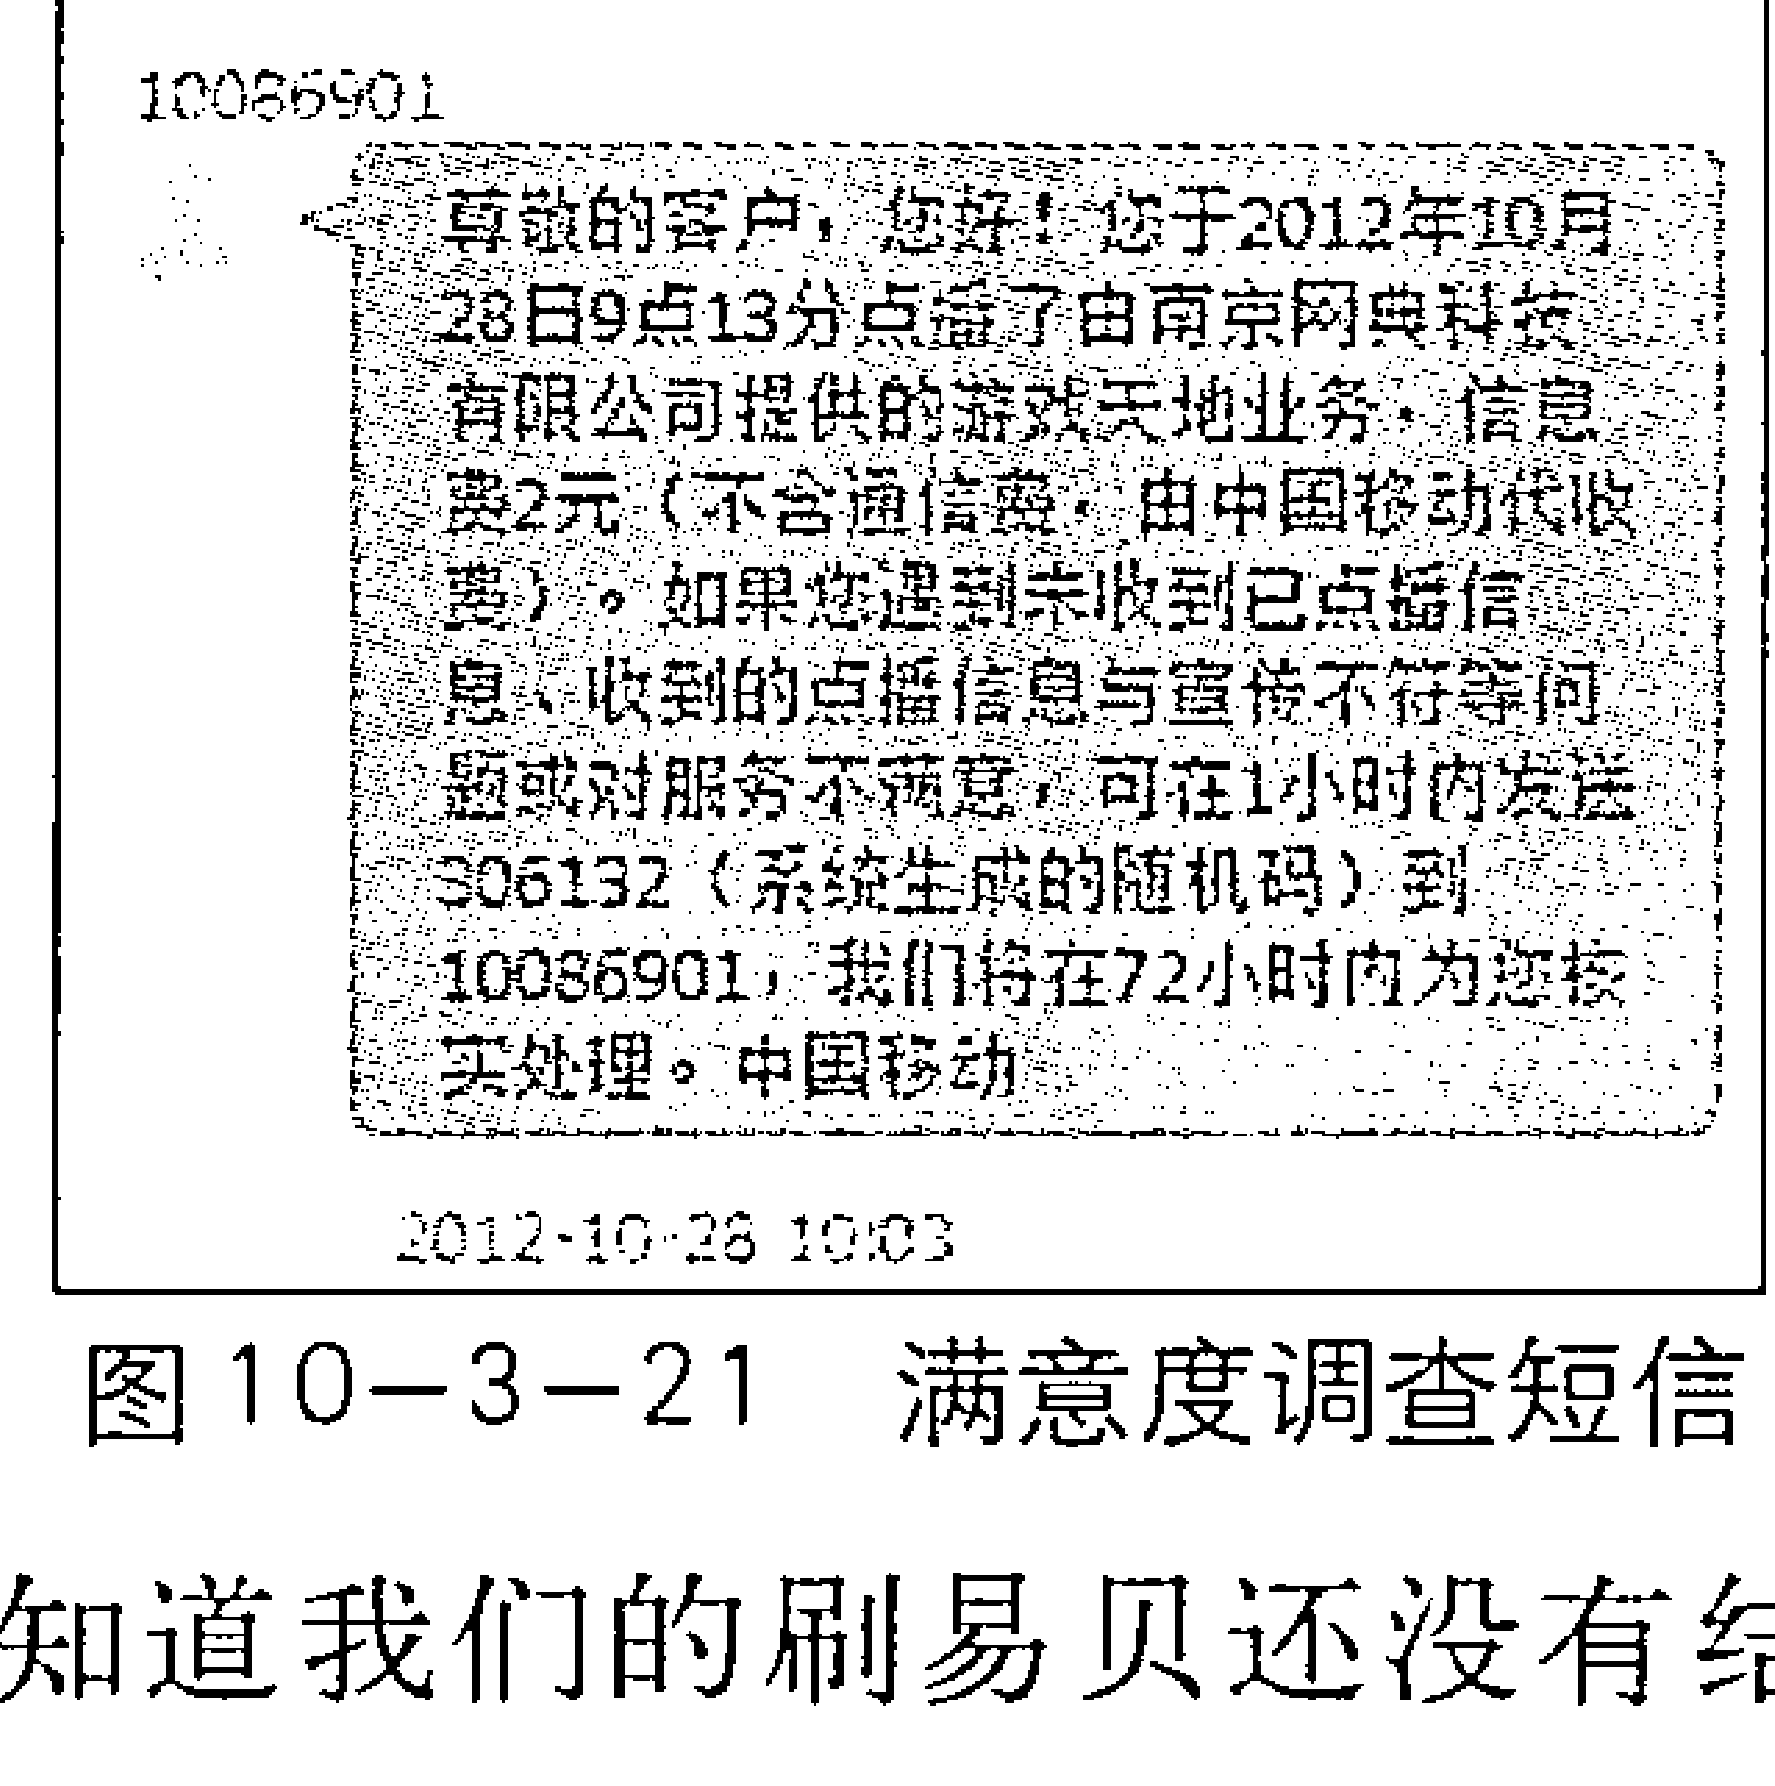 10086901
尊敬的客户，您好！您于2012年10月
28日9点13分点播了由南京网典科技
有限公司提供的游戏天地业务，信息
费2元（不含通信费，由中国移动代收
费）。如果您遇到未收到已点播信
息、收到的点播信息与宣传不符等问
题或对服务不满意，可在1小时内发送
306132（系统生成的随机码）到
10086901，我们将在72小时内为您核
实处理。中国移动
2012-10-28 10:03
图10-3-21 满意度调查短信
知道我们的刷易贝还没有结